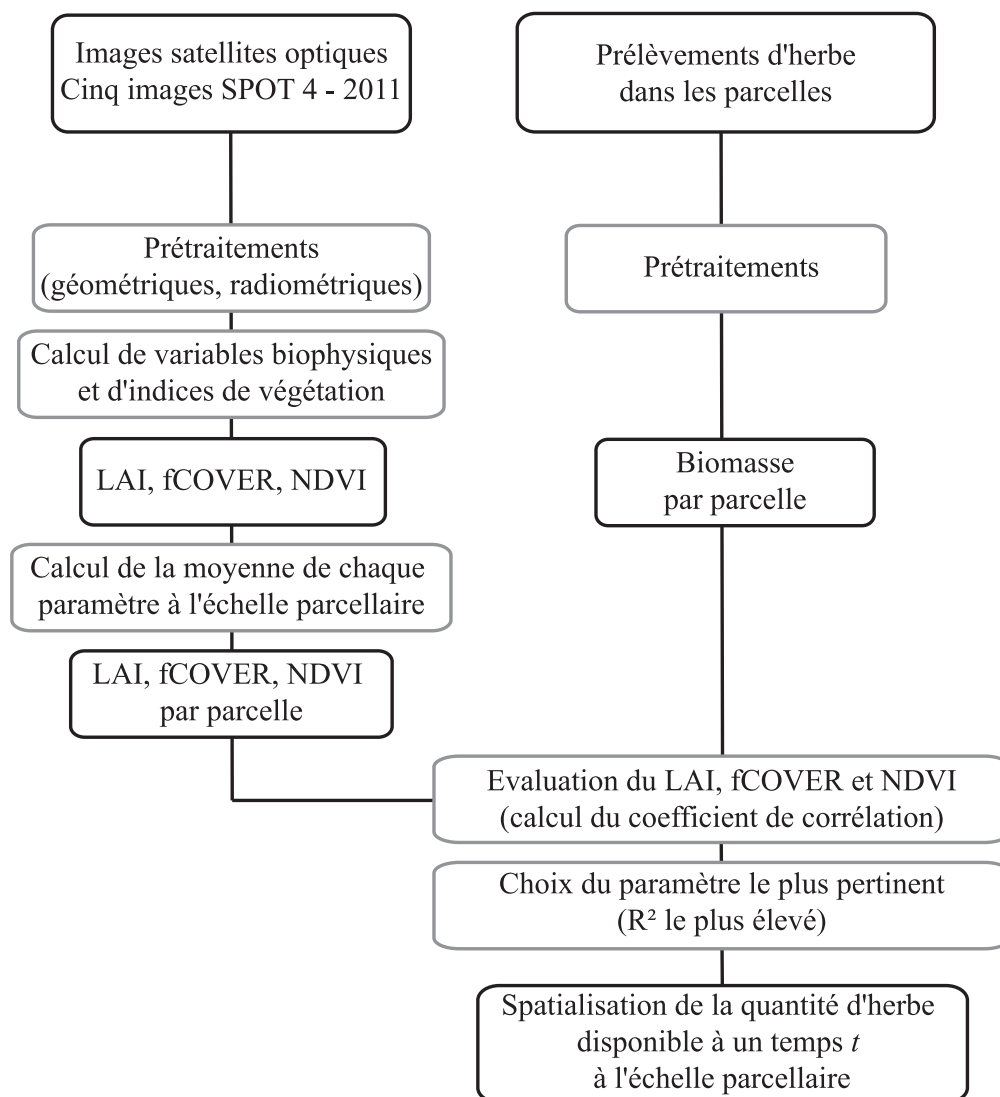 Images satellites optiques
Cinq images SPOT 4 - 2011
Prélèvements d'herbe
dans les parcelles
Prétraitements
(géométriques, radiométriques)
Prétraitements
Calcul de variables biophysiques
et d'indices de végétation
LAI, fCOVER, NDVI
Biomasse
par parcelle
Calcul de la moyenne de chaque
paramètre à l'échelle parcellaire
LAI, fCOVER, NDVI
par parcelle
Evaluation du LAI, fCOVER et NDVI
(calcul du coefficient de corrélation)
Choix du paramètre le plus pertinent
(R² le plus élevé)
Spatialisation de la quantité d'herbe
disponible à un temps t
à l'échelle parcellaire